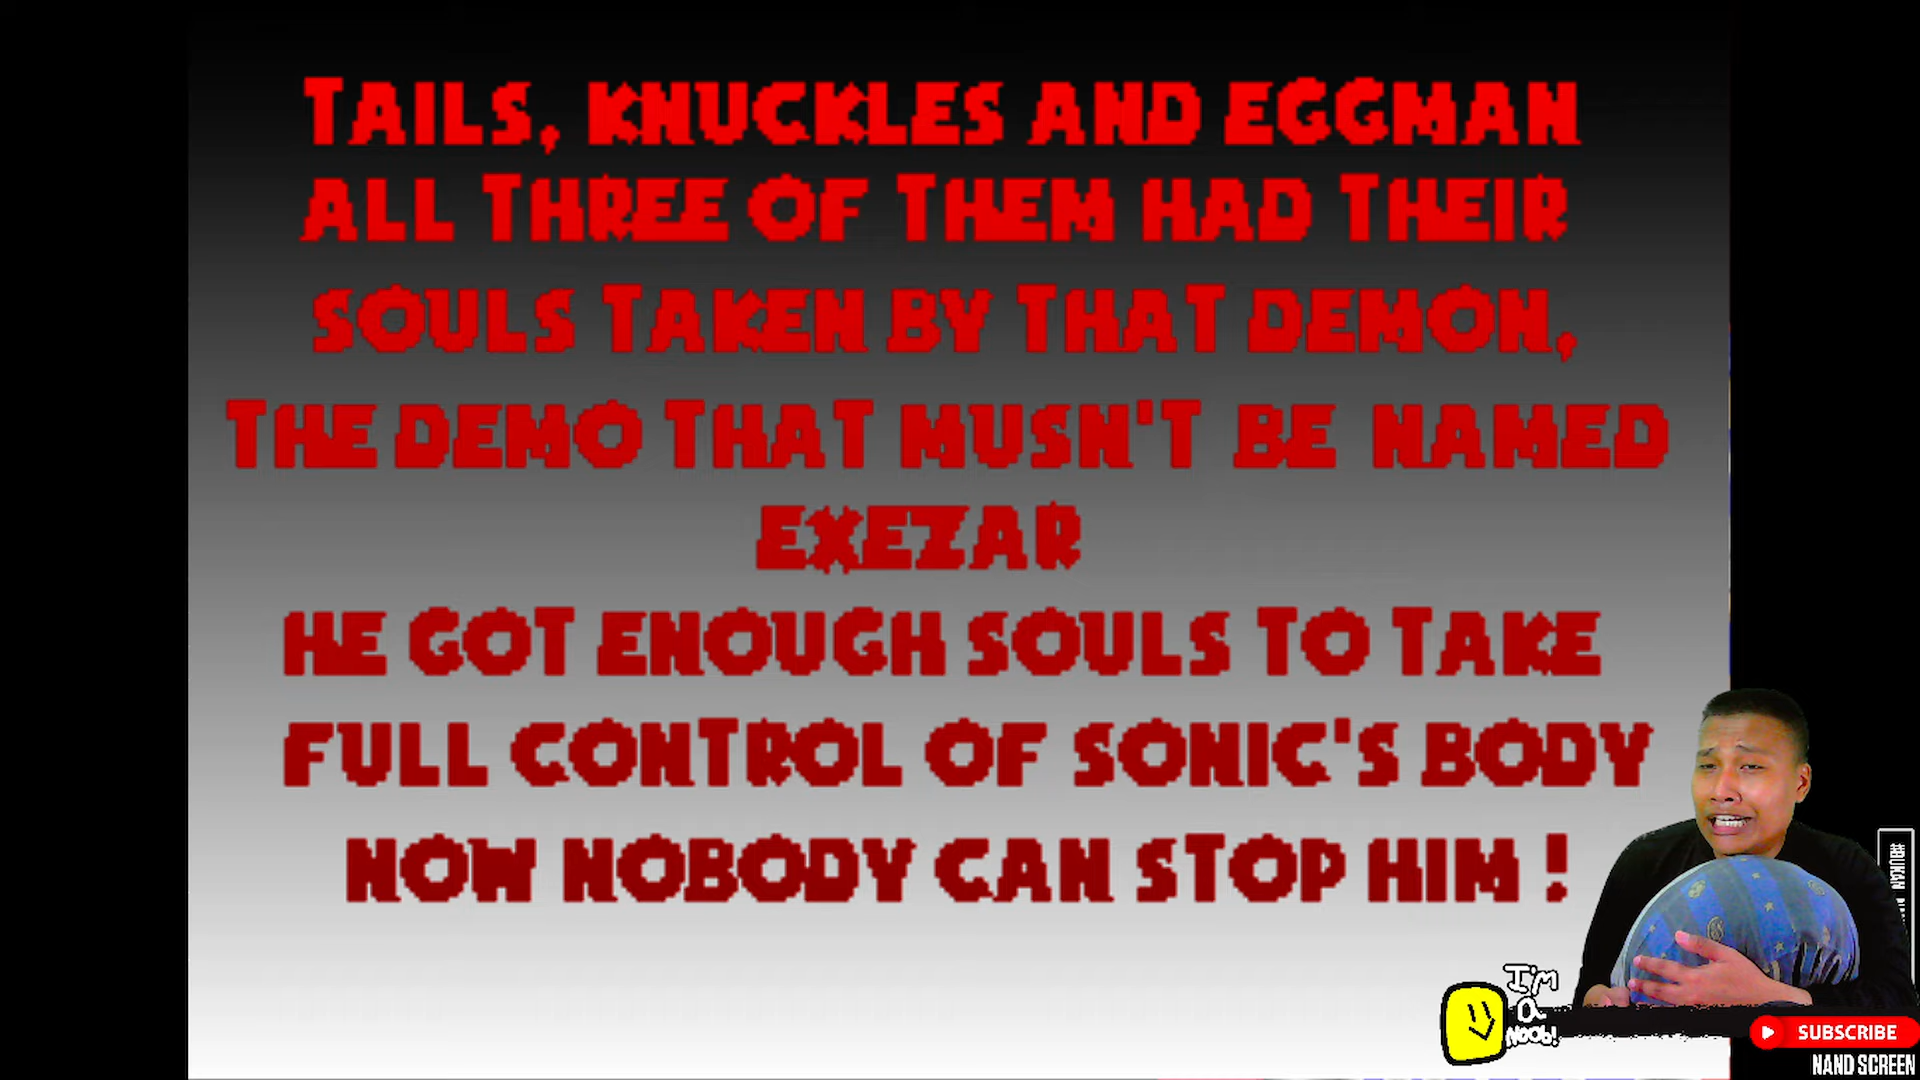 TAILS, KNUCKLES AND EGGMAN
ALL THREE OF THEM HAD THEIR
SOULS TAKEN BY THAT DEMON,
THE DEMO THAT MUSN'T BE NAMED
EXEZAR
HE GOT ENOUGH SOULS TO TAKE
FULL CONTROL OF SONIC'S BODY
NOW NOBODY CAN STOP HIM !
I'M
A
NOOB!
SUBSCRIBE
NAND SCREEN